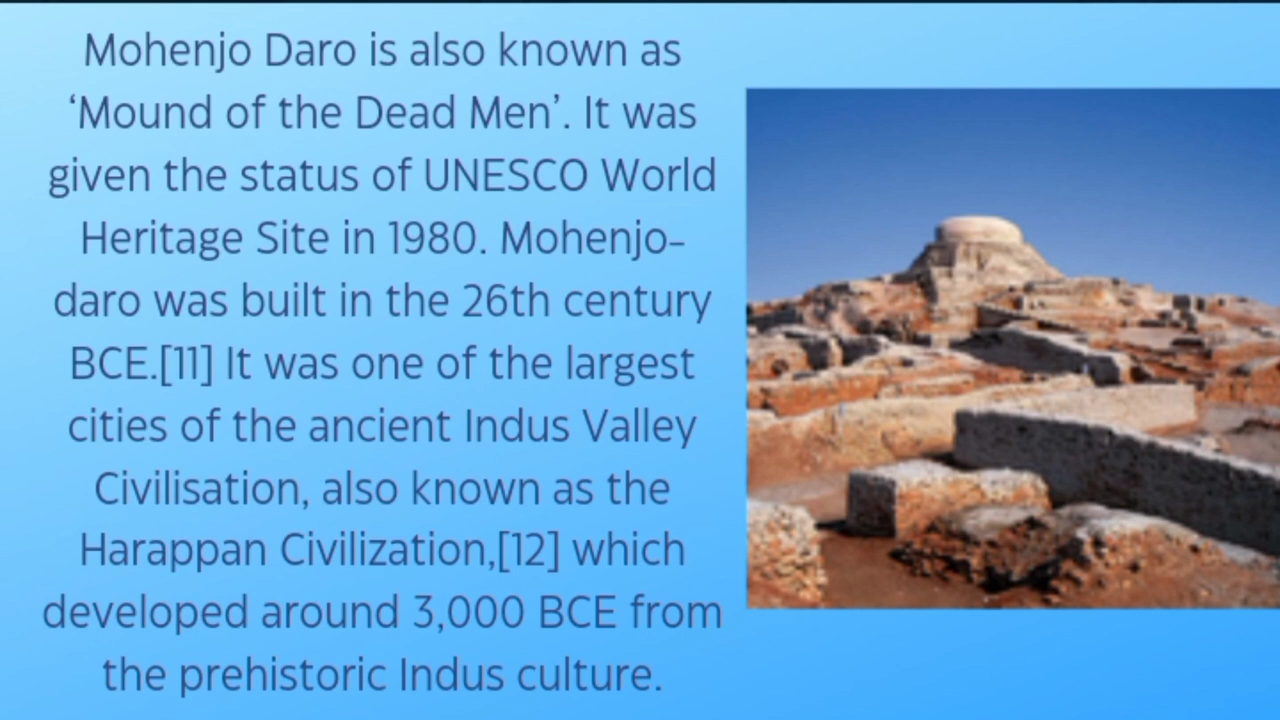 Mohenjo Daro is also known as
‘Mound of the Dead Men’. It was
given the status of UNESCO World
Heritage Site in 1980. Mohenjo-
daro was built in the 26th century
BCE.[11] It was one of the largest
cities of the ancient Indus Valley
Civilisation, also known as the
Harappan Civilization,[12] which
developed around 3,000 BCE from
the prehistoric Indus culture.